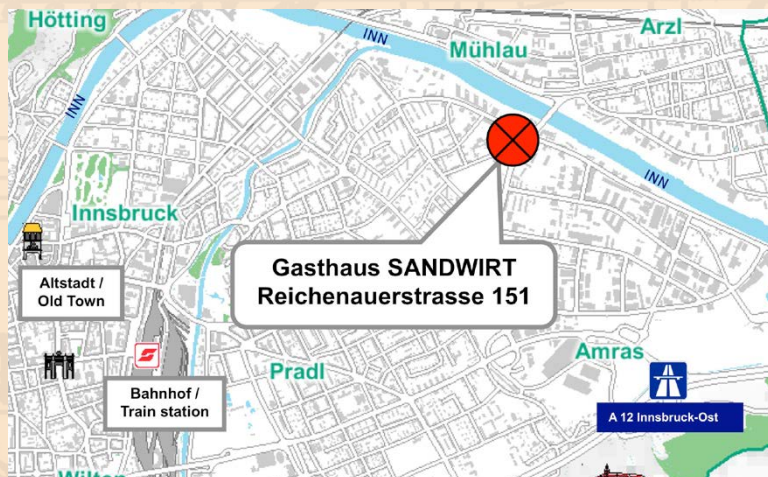 Hötting
INN
Mühlau
Arzl
INN
INN
Innsbruck
Gasthaus SANDWIRT
Reichenauerstrasse 151
Altstadt /
Old Town
Pradl
Amras
Bahnhof /
Train station
A 12 Innsbruck-Ost
Wilten